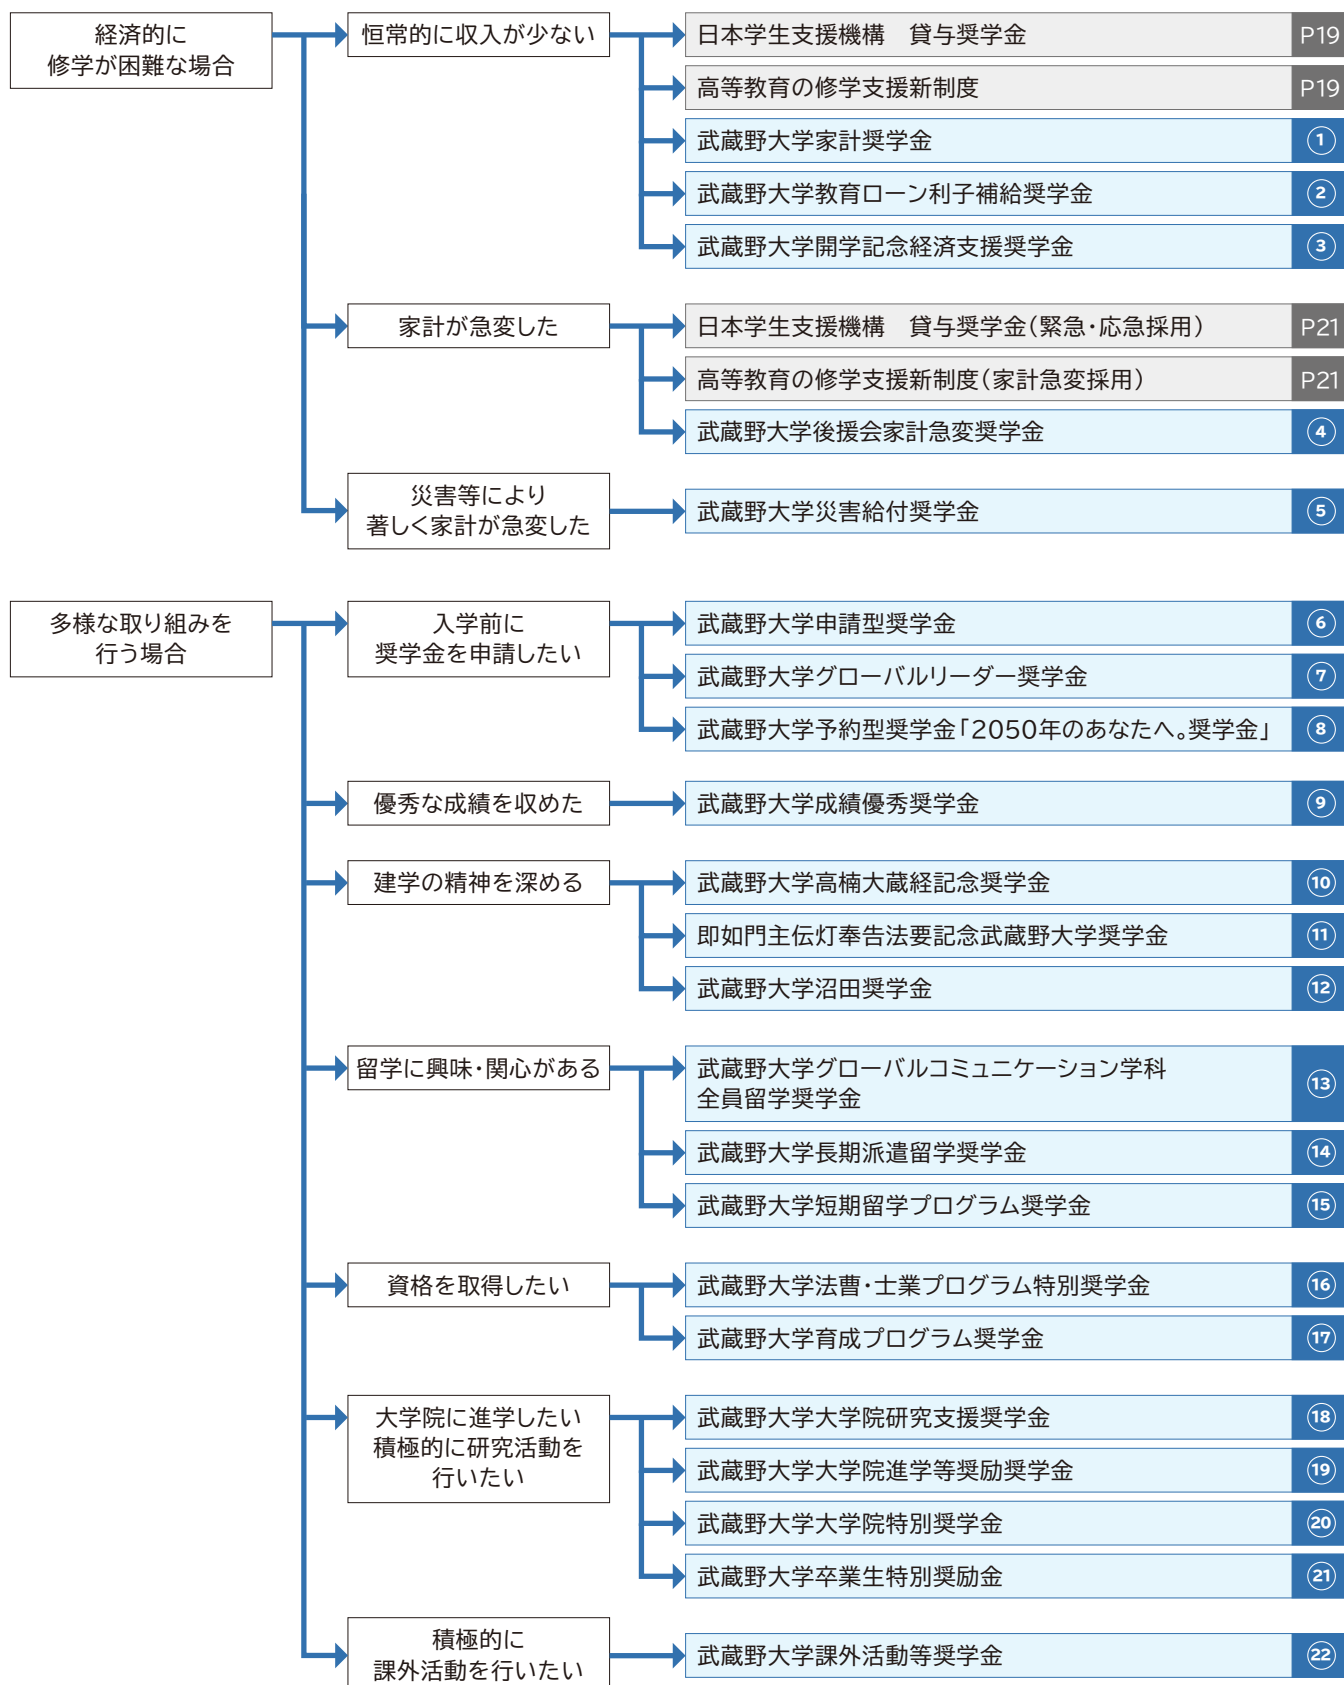 経済的に
修学が困難な場合
恒常的に収入が少ない
日本学生支援機構　貸与奨学金 P19
高等教育の修学支援新制度 P19
武蔵野大学家計奨学金 ①
武蔵野大学教育ローン利子補給奨学金 ②
武蔵野大学開学記念経済支援奨学金 ③
家計が急変した
日本学生支援機構　貸与奨学金（緊急・応急採用） P21
高等教育の修学支援新制度（家計急変採用） P21
武蔵野大学後援会家計急変奨学金 ④
災害等により
著しく家計が急変した
武蔵野大学災害給付奨学金 ⑤
多様な取り組みを
行う場合
入学前に
奨学金を申請したい
武蔵野大学申請型奨学金 ⑥
武蔵野大学グローバルリーダー奨学金 ⑦
武蔵野大学予約型奨学金「2050年のあなたへ。奨学金」 ⑧
優秀な成績を収めた
武蔵野大学成績優秀奨学金 ⑨
建学の精神を深める
武蔵野大学高楠大蔵経記念奨学金 ⑩
即如門主伝灯奉告法要記念武蔵野大学奨学金 ⑪
武蔵野大学沼田奨学金 ⑫
留学に興味・関心がある
武蔵野大学グローバルコミュニケーション学科
全員留学奨学金 ⑬
武蔵野大学長期派遣留学奨学金 ⑭
武蔵野大学短期留学プログラム奨学金 ⑮
資格を取得したい
武蔵野大学法曹・士業プログラム特別奨学金 ⑯
武蔵野大学育成プログラム奨学金 ⑰
大学院に進学したい
積極的に研究活動を
行いたい
武蔵野大学大学院研究支援奨学金 ⑱
武蔵野大学大学院進学等奨励奨学金 ⑲
武蔵野大学大学院特別奨学金 ⑳
武蔵野大学卒業生特別奨励金 ㉑
積極的に
課外活動を行いたい
武蔵野大学課外活動等奨学金 ㉒